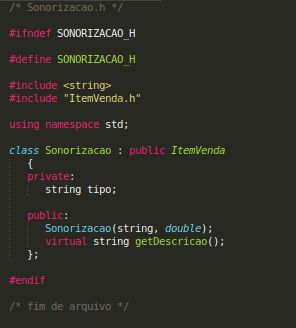 /* Sonorizacao.h */
#ifndef SONORIZACAO_H
#define SONORIZACAO_H
#include <string>
#include "ItemVenda.h"
using namespace std;
class Sonorizacao : public ItemVenda
{
private:
string tipo;
public:
Sonorizacao(string, double);
virtual string getDescricao();
};
#endif
/* fim de arquivo */